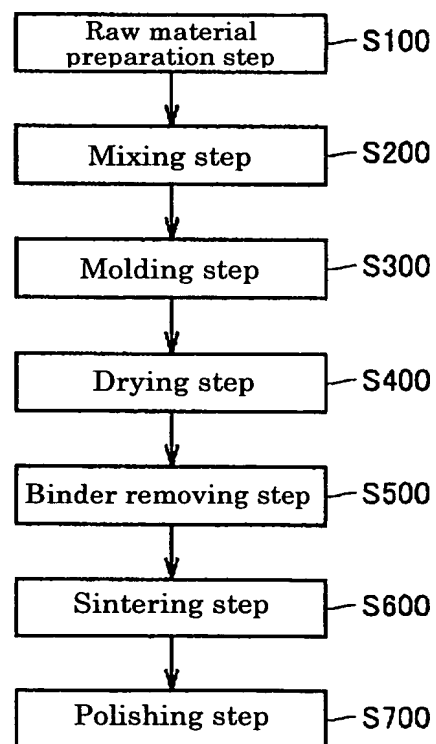 Raw material
preparation step
S100
Mixing step
S200
Molding step
S300
Drying step
S400
Binder removing step
S500
Sintering step
S600
Polishing step
S700